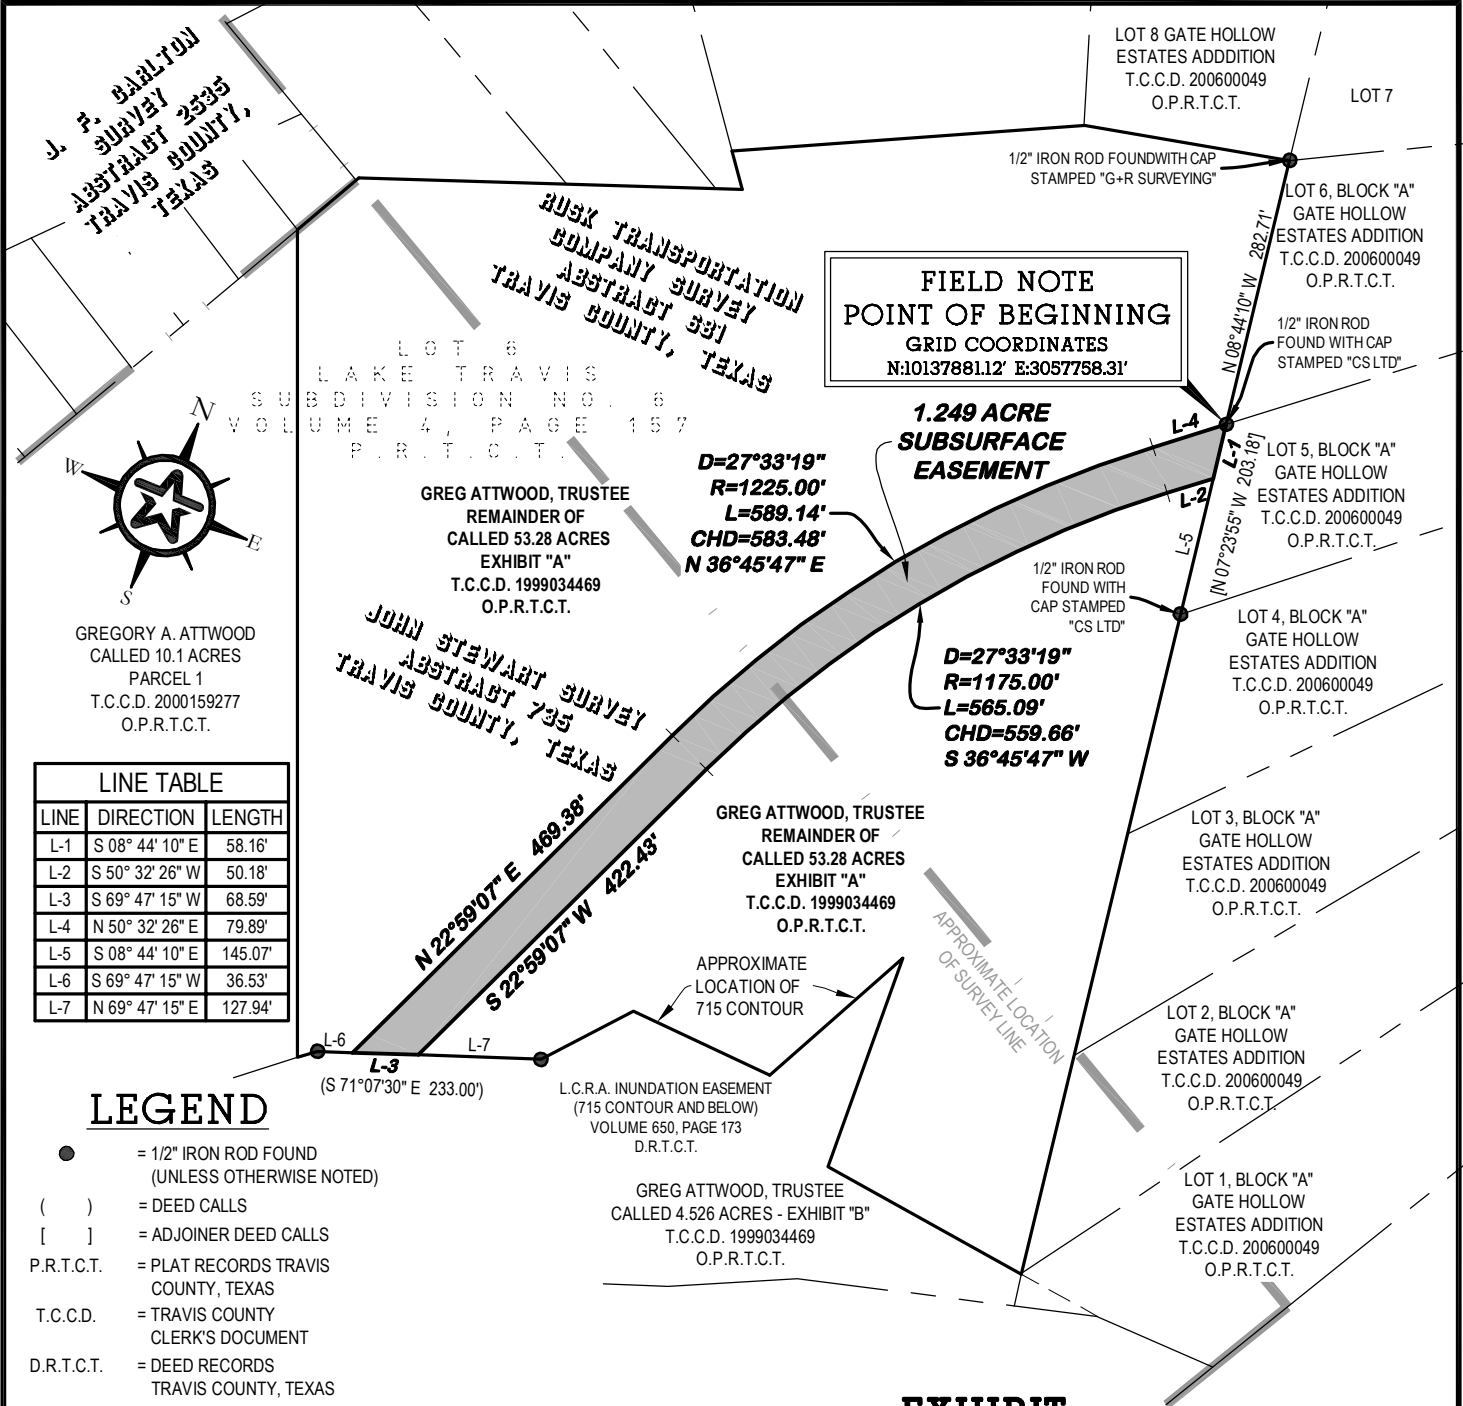 J. F. CARLTON
SURVEY
ABSTRACT 2535
TRAVIS COUNTY,
TEXAS
LOT 8 GATE HOLLOW
ESTATES ADDDITION
T.C.C.D. 200600049
O.P.R.T.C.T.
LOT 7
1/2" IRON ROD FOUNDWITH CAP
STAMPED "G+R SURVEYING"
LOT 6, BLOCK "A"
GATE HOLLOW
ESTATES ADDITION
T.C.C.D. 200600049
O.P.R.T.C.T.
N 08°44'10" W 282.71'
RUSK TRANSPORTATION
COMPANY SURVEY
ABSTRACT 631
TRAVIS COUNTY, TEXAS
FIELD NOTE
POINT OF BEGINNING
GRID COORDINATES
N:10137881.12' E:3057758.31'
1/2" IRON ROD
FOUND WITH CAP
STAMPED "CS LTD"
LOT 6
LAKE TRAVIS
SUBDIVISION NO. 6
VOLUME 4, PAGE 157
P.R.T.C.T.
N
W
E
S
1.249 ACRE
SUBSURFACE
EASEMENT
L-4
L-1
L-2
L-5
[N 07°23'55" W 203.18']
D=27°33'19"
R=1225.00'
L=589.14'
CHD=583.48'
N 36°45'47" E
LOT 5, BLOCK "A"
GATE HOLLOW
ESTATES ADDITION
T.C.C.D. 200600049
O.P.R.T.C.T.
GREG ATTWOOD, TRUSTEE
REMAINDER OF
CALLED 53.28 ACRES
EXHIBIT "A"
T.C.C.D. 1999034469
O.P.R.T.C.T.
1/2" IRON ROD
FOUND WITH
CAP STAMPED
"CS LTD"
LOT 4, BLOCK "A"
GATE HOLLOW
ESTATES ADDITION
T.C.C.D. 200600049
O.P.R.T.C.T.
GREGORY A. ATTWOOD
CALLED 10.1 ACRES
PARCEL 1
T.C.C.D. 2000159277
O.P.R.T.C.T.
JOHN STEWART SURVEY
ABSTRACT 735
TRAVIS COUNTY, TEXAS
D=27°33'19"
R=1175.00'
L=565.09'
CHD=559.66'
S 36°45'47" W
LINE TABLE
LINE DIRECTION LENGTH
L-1 S 08° 44' 10" E 58.16'
L-2 S 50° 32' 26" W 50.18'
L-3 S 69° 47' 15" W 68.59'
L-4 N 50° 32' 26" E 79.89'
L-5 S 08° 44' 10" E 145.07'
L-6 S 69° 47' 15" W 36.53'
L-7 N 69° 47' 15" E 127.94'
N 22°59'07" E 469.38'
S 22°59'07" W 422.43'
GREG ATTWOOD, TRUSTEE
REMAINDER OF
CALLED 53.28 ACRES
EXHIBIT "A"
T.C.C.D. 1999034469
O.P.R.T.C.T.
LOT 3, BLOCK "A"
GATE HOLLOW
ESTATES ADDITION
T.C.C.D. 200600049
O.P.R.T.C.T.
APPROXIMATE
LOCATION OF
715 CONTOUR
APPROXIMATE LOCATION
OF SURVEY LINE
LOT 2, BLOCK "A"
GATE HOLLOW
ESTATES ADDITION
T.C.C.D. 200600049
O.P.R.T.C.T.
L-6
L-3
L-7
(S 71°07'30" E 233.00')
L.C.R.A. INUNDATION EASEMENT
(715 CONTOUR AND BELOW)
VOLUME 650, PAGE 173
D.R.T.C.T.
GREG ATTWOOD, TRUSTEE
CALLED 4.526 ACRES - EXHIBIT "B"
T.C.C.D. 1999034469
O.P.R.T.C.T.
LOT 1, BLOCK "A"
GATE HOLLOW
ESTATES ADDITION
T.C.C.D. 200600049
O.P.R.T.C.T.
LEGEND
= 1/2" IRON ROD FOUND
(UNLESS OTHERWISE NOTED)
( ) = DEED CALLS
[ ] = ADJOINER DEED CALLS
P.R.T.C.T. = PLAT RECORDS TRAVIS
COUNTY, TEXAS
T.C.C.D. = TRAVIS COUNTY
CLERK'S DOCUMENT
D.R.T.C.T. = DEED RECORDS
TRAVIS COUNTY, TEXAS
EXHIBIT